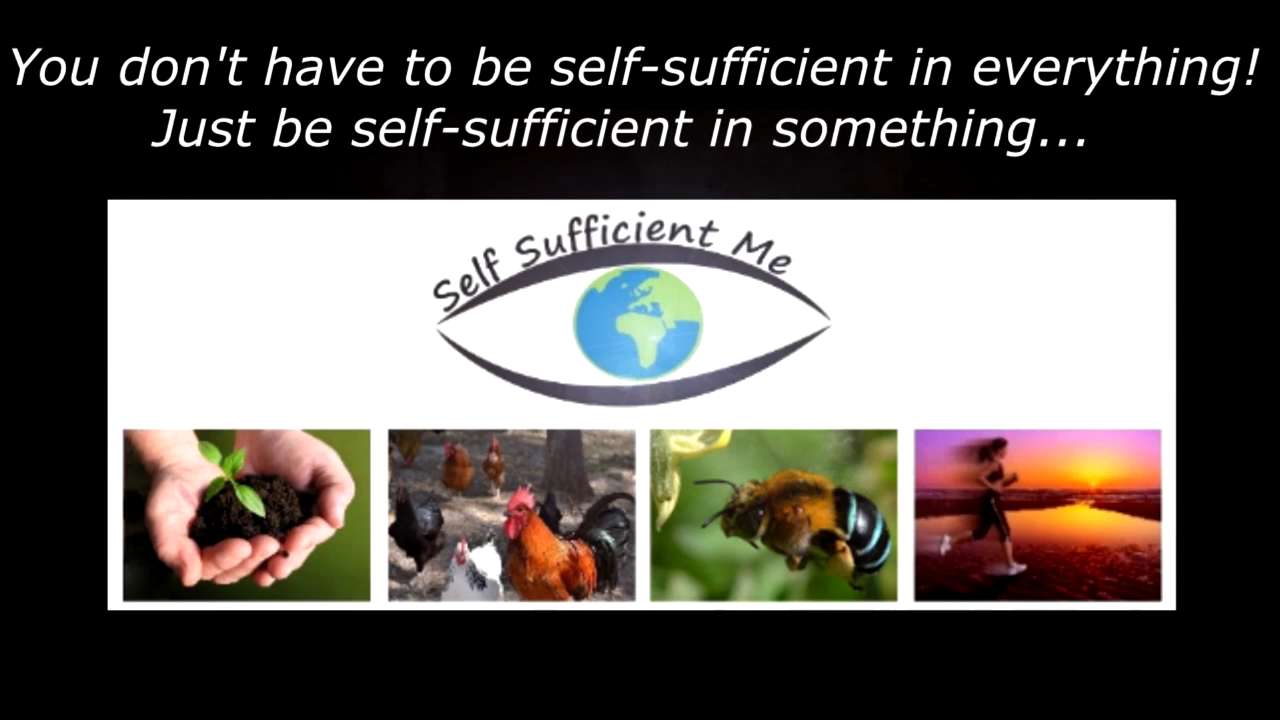 You don't have to be self-sufficient in everything!
Just be self-sufficient in something...
Self Sufficient Me